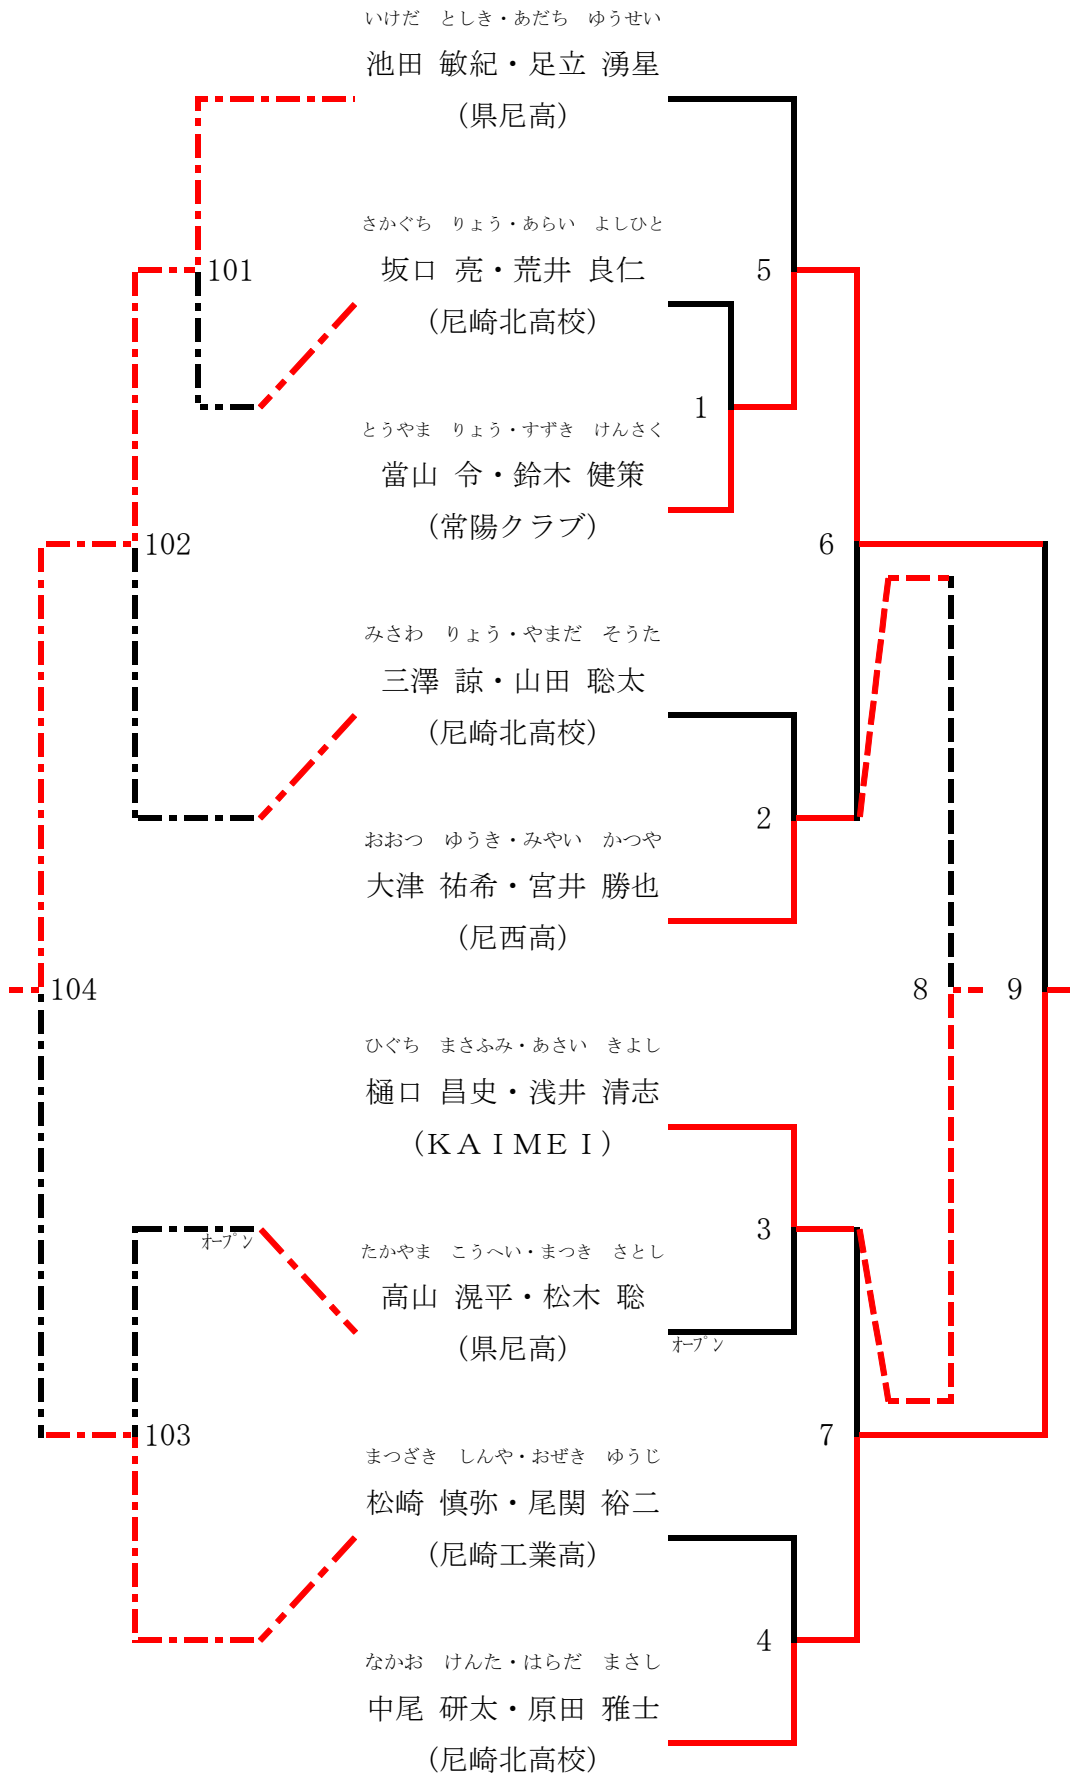 いけだ　としき・あだち　ゆうせい
池田 敏紀・足立 湧星
(県尼高)
さかぐち　りょう・あらい　よしひと
101
坂口 亮・荒井 良仁
5
(尼崎北高校)
1
とうやま　りょう・すずき　けんさく
當山 令・鈴木 健策
(常陽クラブ)
102
6
みさわ　りょう・やまだ　そうた
三澤 諒・山田 聡太
(尼崎北高校)
2
おおつ　ゆうき・みやい　かつや
大津 祐希・宮井 勝也
(尼西高)
104
8
9
ひぐち　まさふみ・あさい　きよし
樋口 昌史・浅井 清志
(ＫＡＩＭＥＩ)
3
ｵｰﾌﾟﾝ
たかやま　こうへい・まつき　さとし
高山 滉平・松木 聡
(県尼高)
ｵｰﾌﾟﾝ
103
7
まつざき　しんや・おぜき　ゆうじ
松崎 慎弥・尾関 裕二
(尼崎工業高)
4
なかお　けんた・はらだ　まさし
中尾 研太・原田 雅士
(尼崎北高校)